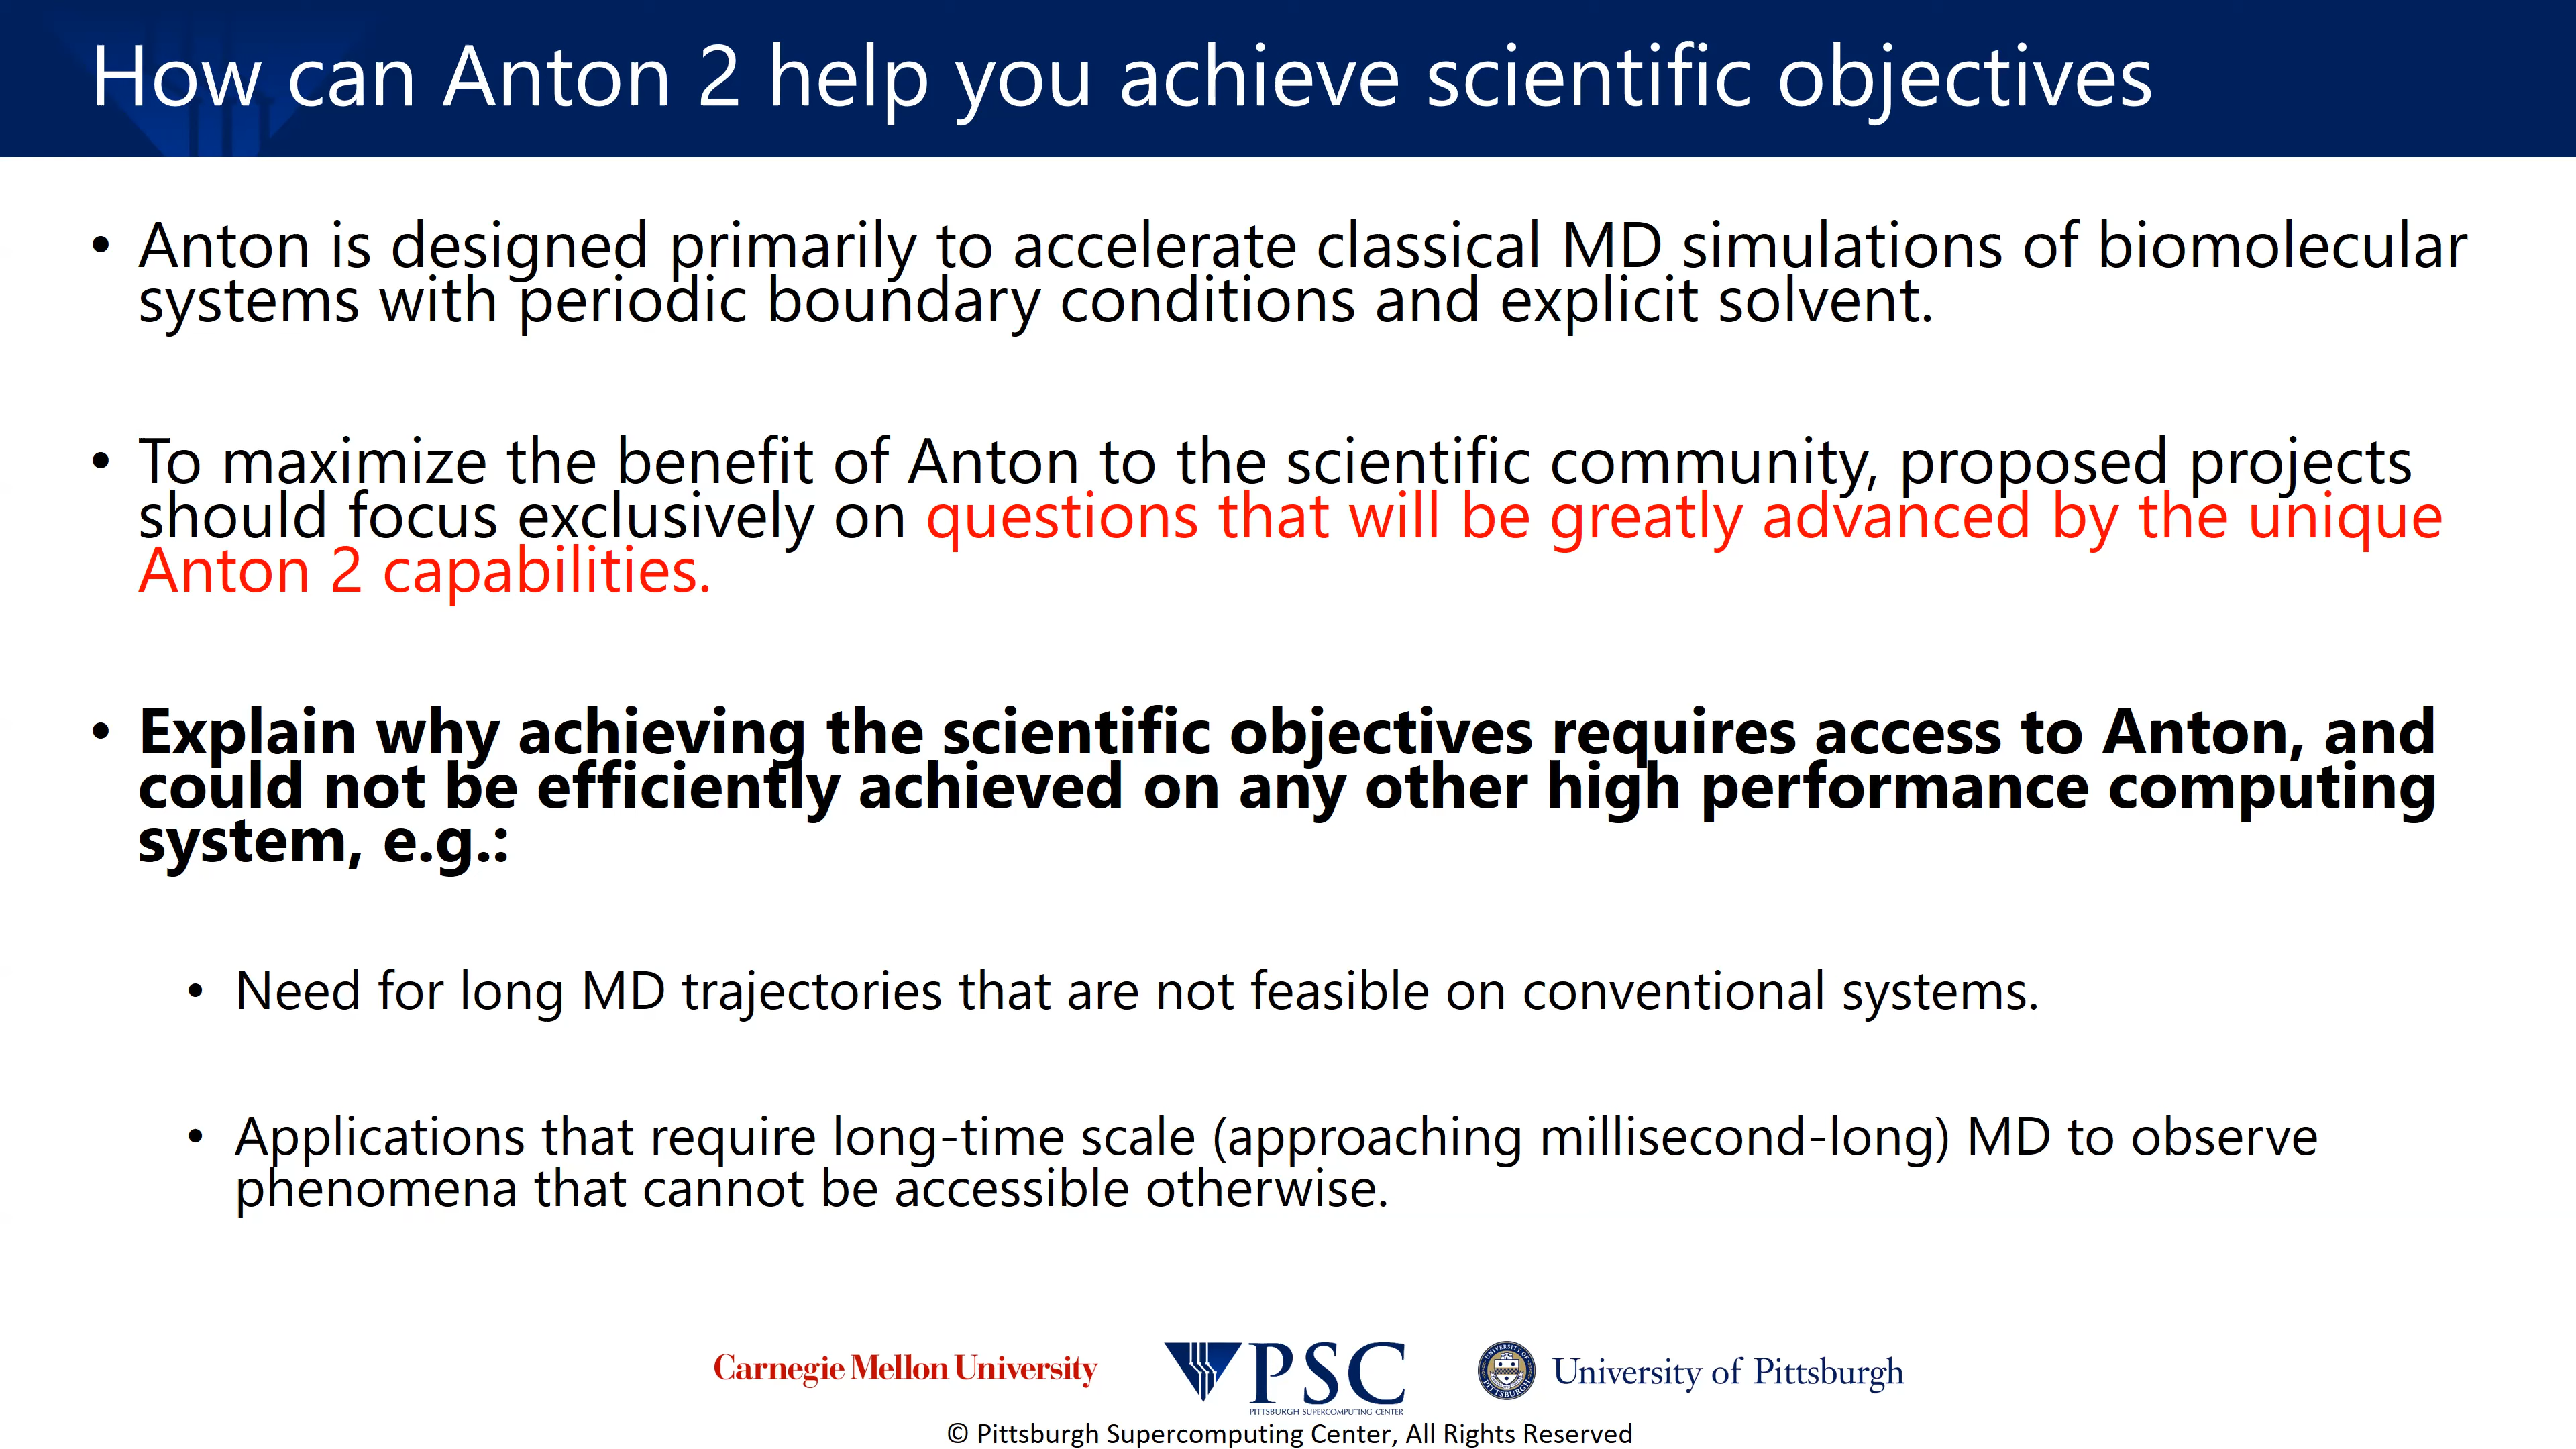 How can Anton 2 help you achieve scientific objectives
• Anton is designed primarily to accelerate classical MD simulations of biomolecular
systems with periodic boundary conditions and explicit solvent.
• To maximize the benefit of Anton to the scientific community, proposed projects
should focus exclusively on questions that will be greatly advanced by the unique
Anton 2 capabilities.
• Explain why achieving the scientific objectives requires access to Anton, and
could not be efficiently achieved on any other high performance computing
system, e.g.:
• Need for long MD trajectories that are not feasible on conventional systems.
• Applications that require long-time scale (approaching millisecond-long) MD to observe
phenomena that cannot be accessible otherwise.
Carnegie Mellon University
PSC
PITTSBURGH SUPERCOMPUTING CENTER
UNIVERSITY OF PITTSBURGH
University of Pittsburgh
© Pittsburgh Supercomputing Center, All Rights Reserved